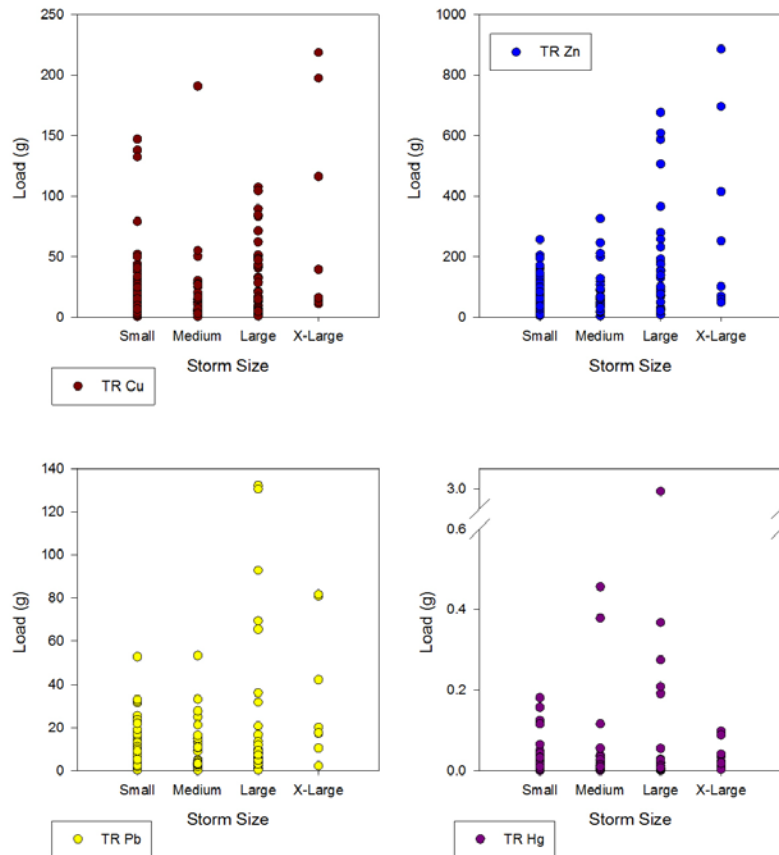 250
200
150
100
50
0
Load (g)
Small Medium Large X-Large
Storm Size
TR Cu
1000
800
600
400
200
0
Load (g)
TR Zn
Small Medium Large X-Large
Storm Size
140
120
100
80
60
40
20
0
Load (g)
Small Medium Large X-Large
Storm Size
TR Pb
3.0
0.6
0.4
0.2
0.0
Load (g)
Small Medium Large X-Large
Storm Size
TR Hg